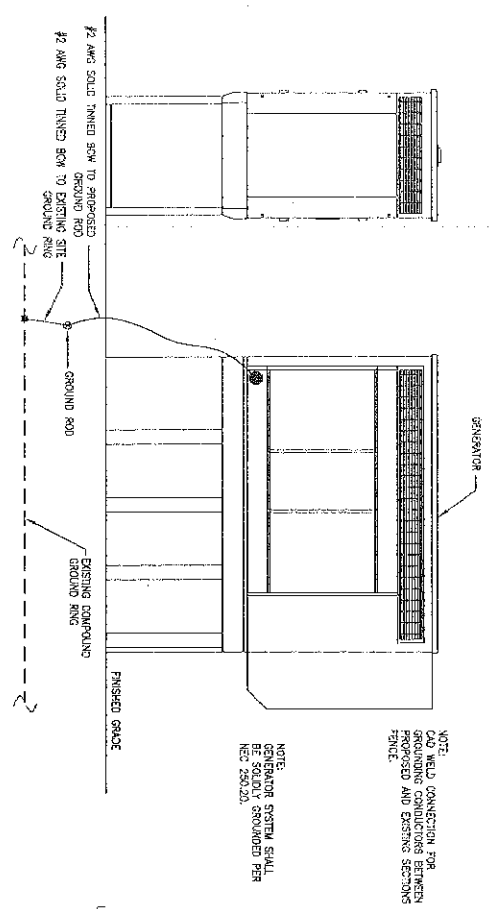 GENERATOR
NOTE:
CAD WELD CONNECTION FOR
GROUNDING CONDUCTORS BETWEEN
PROPOSED AND EXISTING SECTIONS
FENCE.
NOTE:
GENERATOR SYSTEM SHALL
BE SOLIDLY GROUNDED PER
NEC 250.20.
FINISHED GRADE
#2 AWG SOLID TINNED BCW TO PROPOSED
GROUND ROD
#2 AWG SOLID TINNED BCW TO EXISTING SITE
GROUND RING
GROUND ROD
EXISTING COMPOUND
GROUND RING